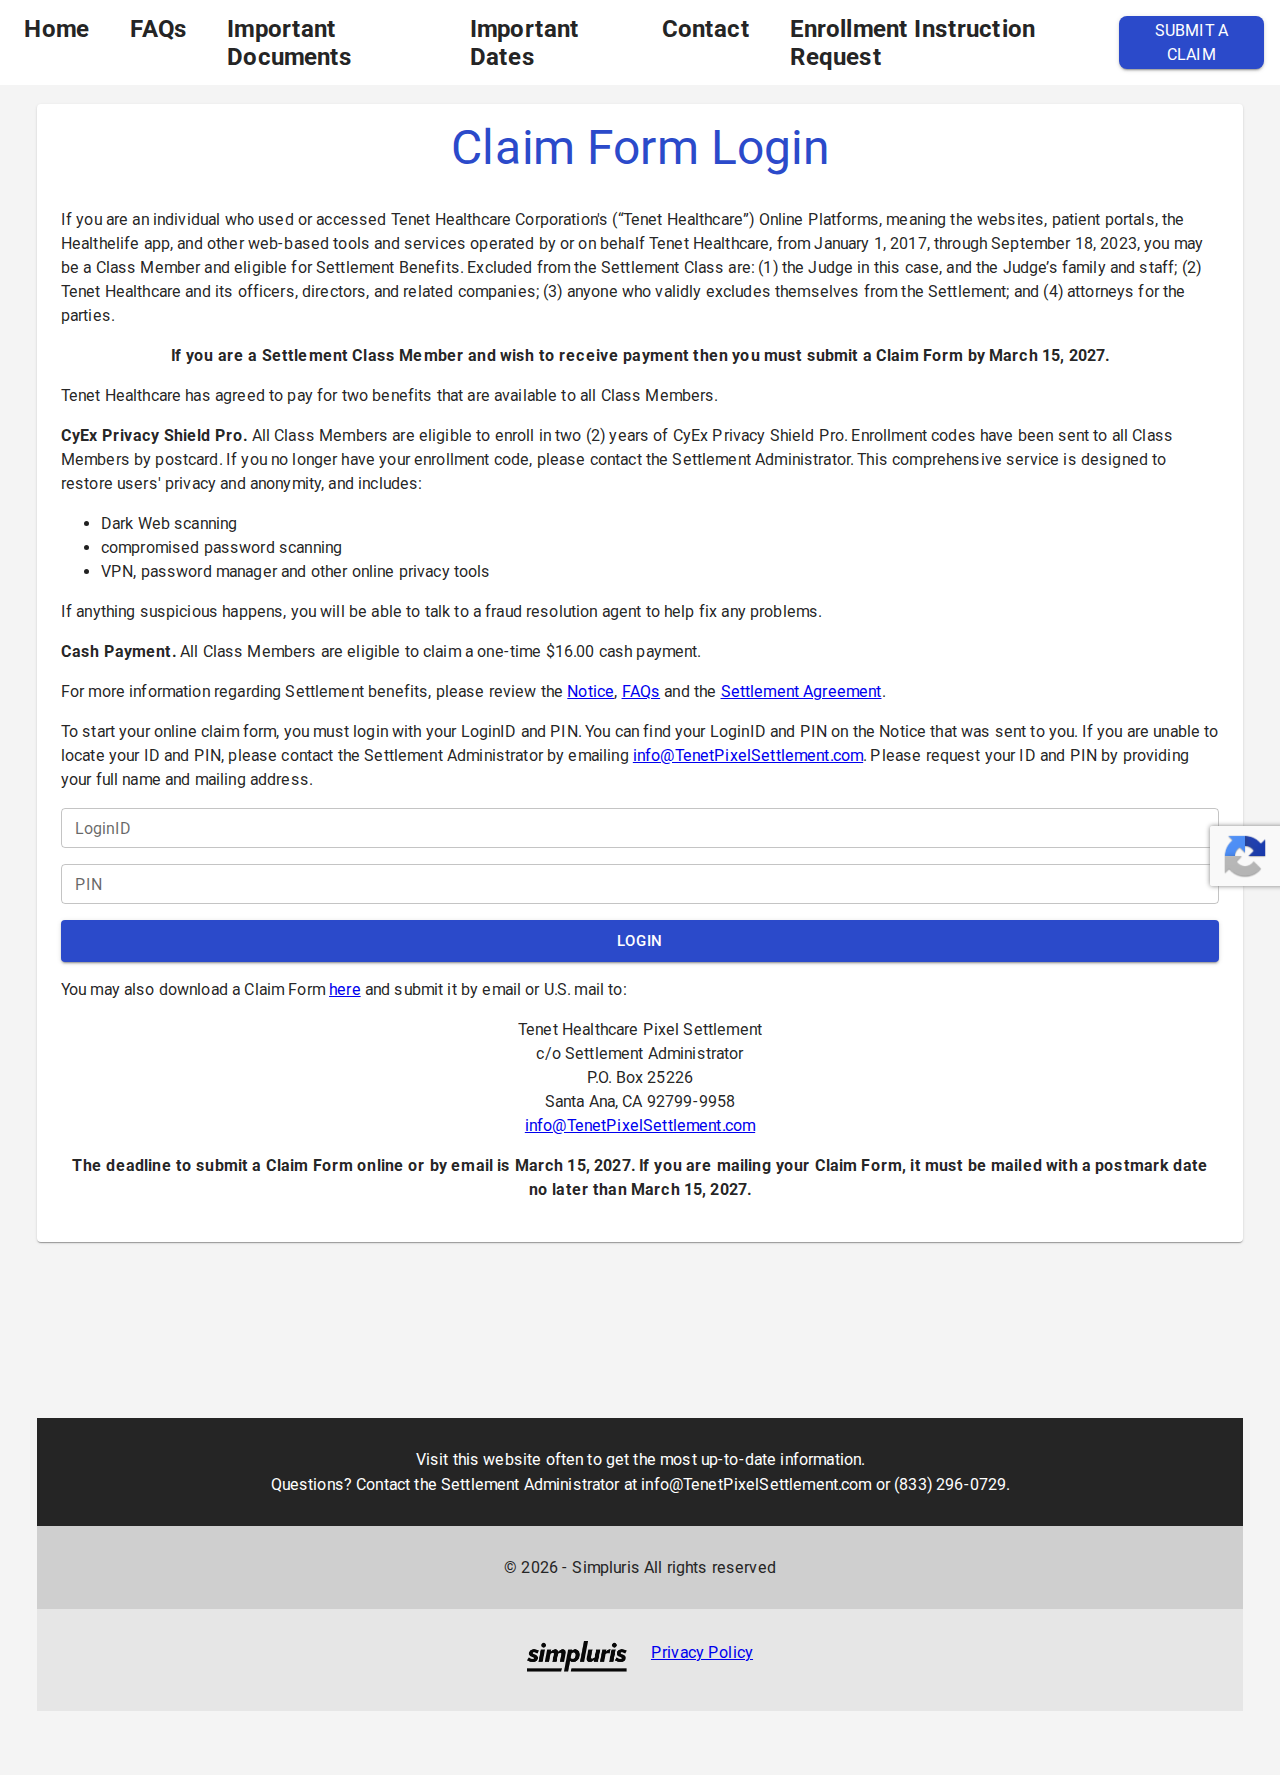 Home FAQs Important Documents Important Dates Contact Enrollment Instruction Request SUBMIT A CLAIM
Claim Form Login
If you are an individual who used or accessed Tenet Healthcare Corporation's (“Tenet Healthcare”) Online Platforms, meaning the websites, patient portals, the
Healthelife app, and other web-based tools and services operated by or on behalf Tenet Healthcare, from January 1, 2017, through September 18, 2023, you may
be a Class Member and eligible for Settlement Benefits. Excluded from the Settlement Class are: (1) the Judge in this case, and the Judge’s family and staff; (2)
Tenet Healthcare and its officers, directors, and related companies; (3) anyone who validly excludes themselves from the Settlement; and (4) attorneys for the
parties.
If you are a Settlement Class Member and wish to receive payment then you must submit a Claim Form by March 15, 2027.
Tenet Healthcare has agreed to pay for two benefits that are available to all Class Members.
CyEx Privacy Shield Pro. All Class Members are eligible to enroll in two (2) years of CyEx Privacy Shield Pro. Enrollment codes have been sent to all Class
Members by postcard. If you no longer have your enrollment code, please contact the Settlement Administrator. This comprehensive service is designed to
restore users' privacy and anonymity, and includes:
• Dark Web scanning
• compromised password scanning
• VPN, password manager and other online privacy tools
If anything suspicious happens, you will be able to talk to a fraud resolution agent to help fix any problems.
Cash Payment. All Class Members are eligible to claim a one-time $16.00 cash payment.
For more information regarding Settlement benefits, please review the Notice, FAQs and the Settlement Agreement.
To start your online claim form, you must login with your LoginID and PIN. You can find your LoginID and PIN on the Notice that was sent to you. If you are unable to
locate your ID and PIN, please contact the Settlement Administrator by emailing info@TenetPixelSettlement.com. Please request your ID and PIN by providing
your full name and mailing address.
LoginID
PIN
LOGIN
You may also download a Claim Form here and submit it by email or U.S. mail to:
Tenet Healthcare Pixel Settlement
c/o Settlement Administrator
P.O. Box 25226
Santa Ana, CA 92799-9958
info@TenetPixelSettlement.com
The deadline to submit a Claim Form online or by email is March 15, 2027. If you are mailing your Claim Form, it must be mailed with a postmark date
no later than March 15, 2027.
Visit this website often to get the most up-to-date information.
Questions? Contact the Settlement Administrator at info@TenetPixelSettlement.com or (833) 296-0729.
© 2026 - Simpluris All rights reserved
simpluris Privacy Policy